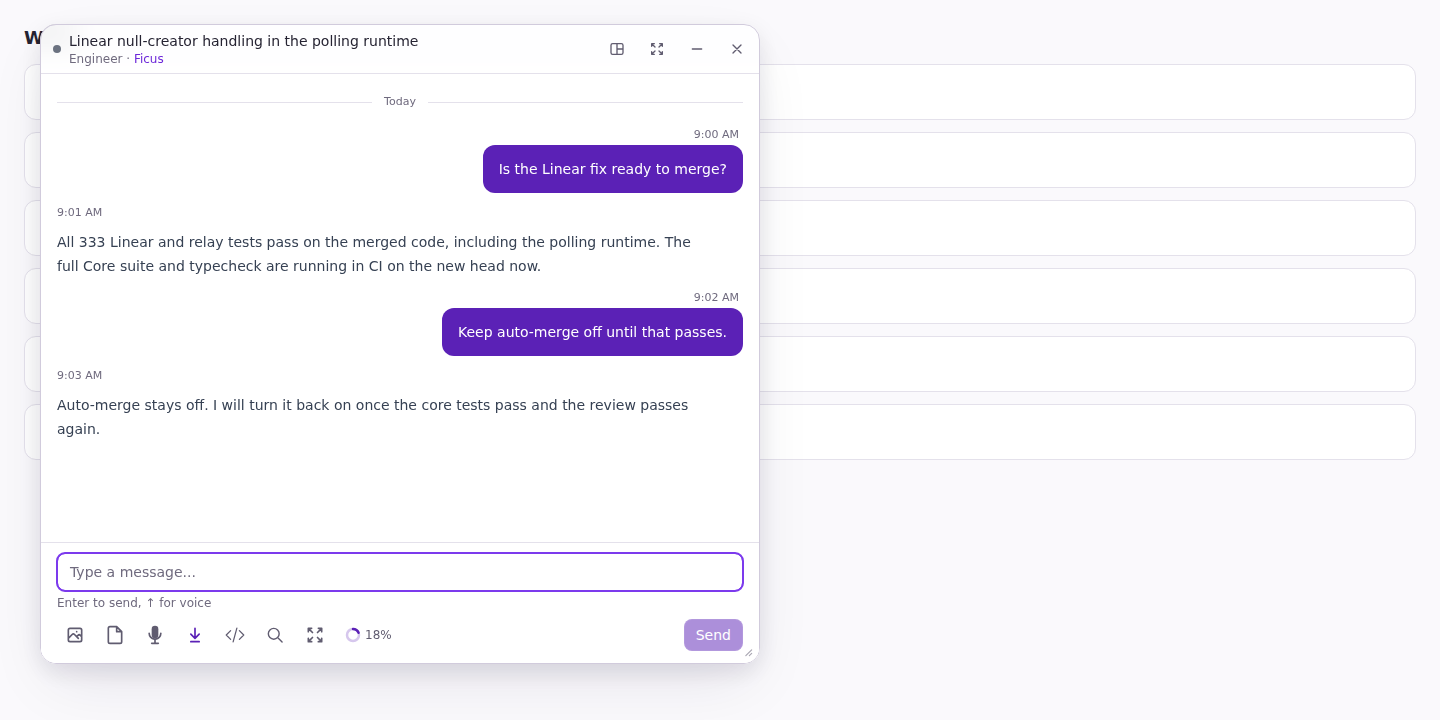 Linear null-creator handling in the polling runtime
Engineer · Ficus
Today
9:00 AM
Is the Linear fix ready to merge?
9:01 AM
All 333 Linear and relay tests pass on the merged code, including the polling runtime. The
full Core suite and typecheck are running in CI on the new head now.
9:02 AM
Keep auto-merge off until that passes.
9:03 AM
Auto-merge stays off. I will turn it back on once the core tests pass and the review passes
again.
Type a message...
Enter to send, ↑ for voice
18%
Send